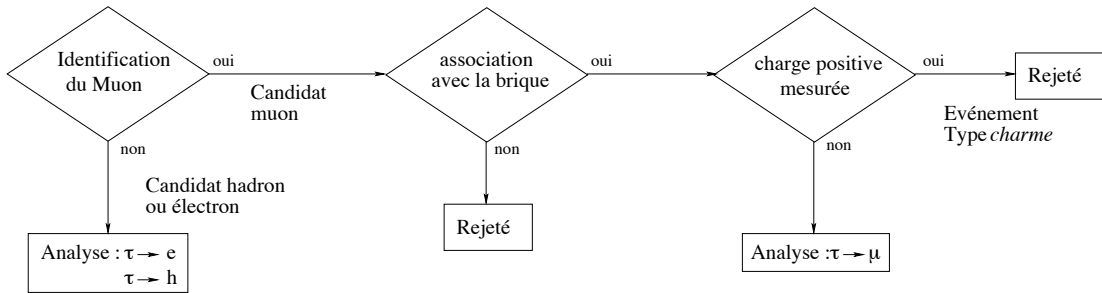 Identification
du Muon
oui
Candidat
muon
non
Candidat hadron
ou électron
Analyse : τ → e
τ → h
association
avec la brique
oui
non
Rejeté
charge positive
mesurée
oui
Evénement
Type charme
Rejeté
non
Analyse :τ → μ